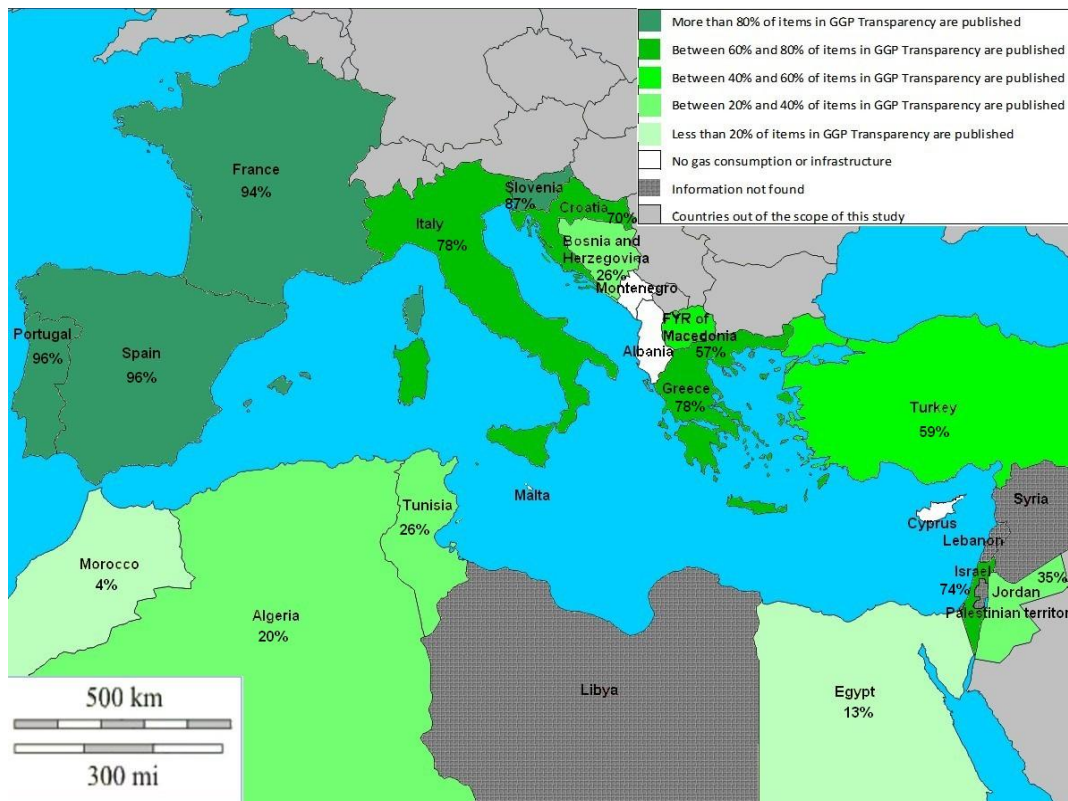 More than 80% of items in GGP Transparency are published
Between 60% and 80% of items in GGP Transparency are published
Between 40% and 60% of items in GGP Transparency are published
Between 20% and 40% of items in GGP Transparency are published
Less than 20% of items in GGP Transparency are published
No gas consumption or infrastructure
Information not found
Countries out of the scope of this study
France
94%
Slovenia
87%
Croatia
70%
Italy
78%
Bosnia and
Herzegovina
26%
Montenegro
FYR of
Macedonia
57%
Albania
Portugal
96%
Spain
96%
Greece
78%
Turkey
59%
Malta
Tunisia
26%
Syria
Cyprus
Lebanon
Morocco
4%
Israel
74%
35%
Jordan
Palestinian territor
Algeria
20%
Libya
Egypt
13%
500 km
300 mi